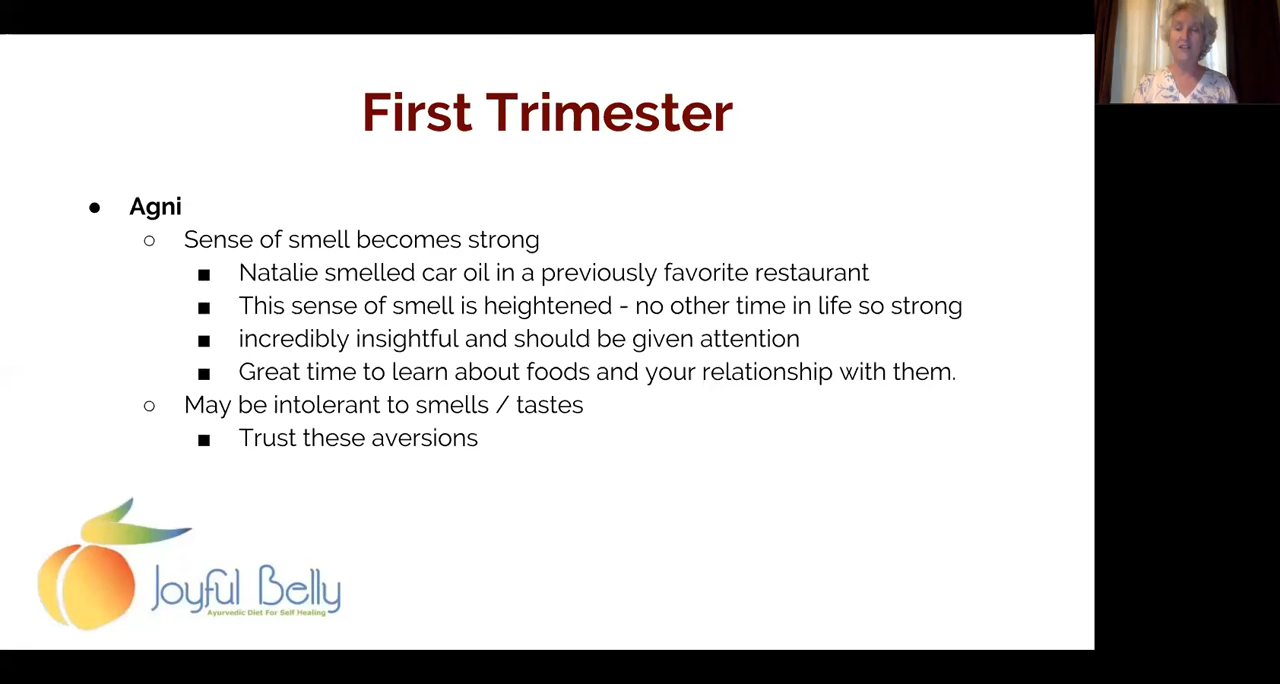 First Trimester
● Agni
○ Sense of smell becomes strong
■ Natalie smelled car oil in a previously favorite restaurant
■ This sense of smell is heightened - no other time in life so strong
■ incredibly insightful and should be given attention
■ Great time to learn about foods and your relationship with them.
○ May be intolerant to smells / tastes
■ Trust these aversions
Joyful Belly
Ayurvedic Diet For Self Healing